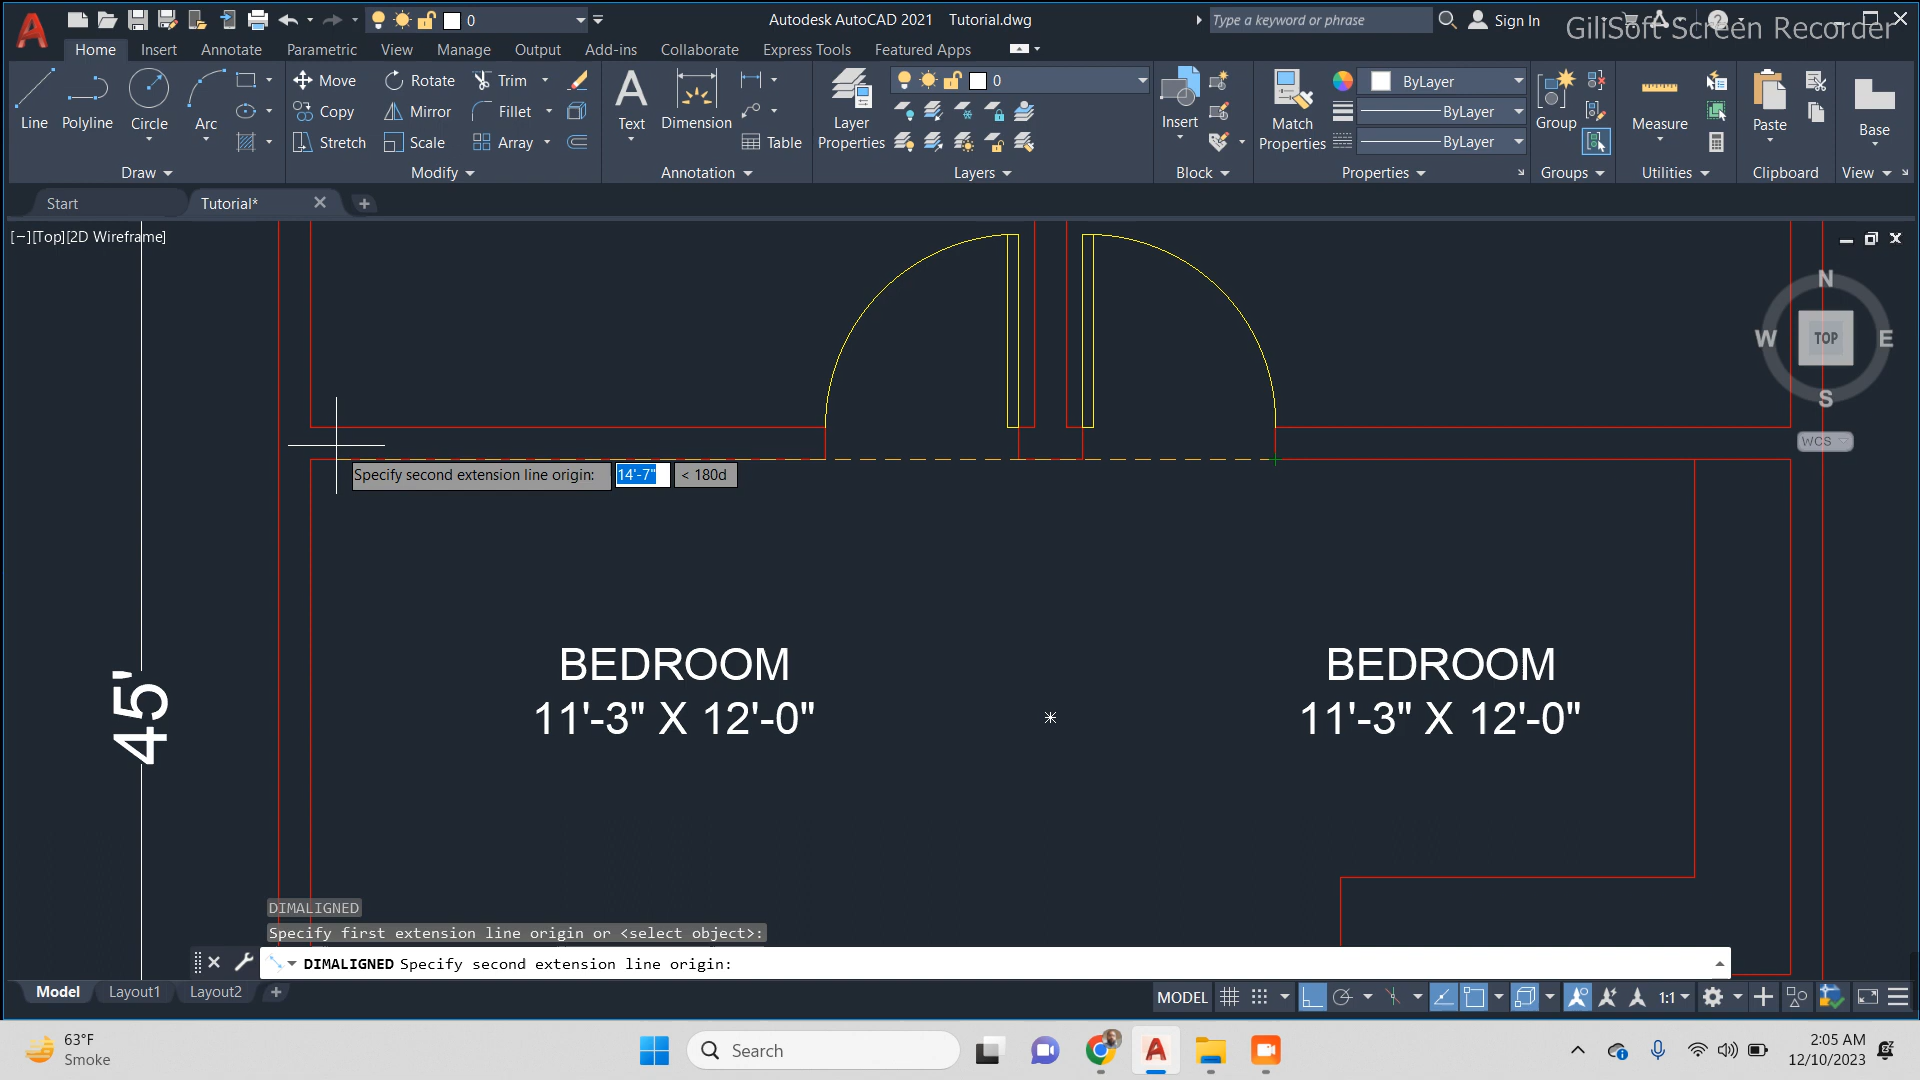 0
Autodesk AutoCAD 2021 Tutorial.dwg
Type a keyword or phrase
Sign In
GiliSoft Screen Recorder
Home Insert Annotate Parametric View Manage Output Add-ins Collaborate Express Tools Featured Apps
Line Polyline Circle Arc
Move Rotate Trim
Copy Mirror Fillet
Stretch Scale Array
Text Dimension Table
Layer Properties
0
Insert
Match Properties
ByLayer
ByLayer
ByLayer
Group
Measure
Paste
Base
Draw Modify Annotation Layers Block Properties Groups Utilities Clipboard View
Start Tutorial*
[−][Top][2D Wireframe]
N
W TOP E
S
WCS
Specify second extension line origin: 14'-7" < 180d
BEDROOM
11'-3" X 12'-0"
BEDROOM
11'-3" X 12'-0"
45'
DIMALIGNED
Specify first extension line origin or <select object>:
DIMALIGNED Specify second extension line origin:
Model Layout1 Layout2
MODEL
1:1
63°F
Smoke
Search
2:05 AM
12/10/2023